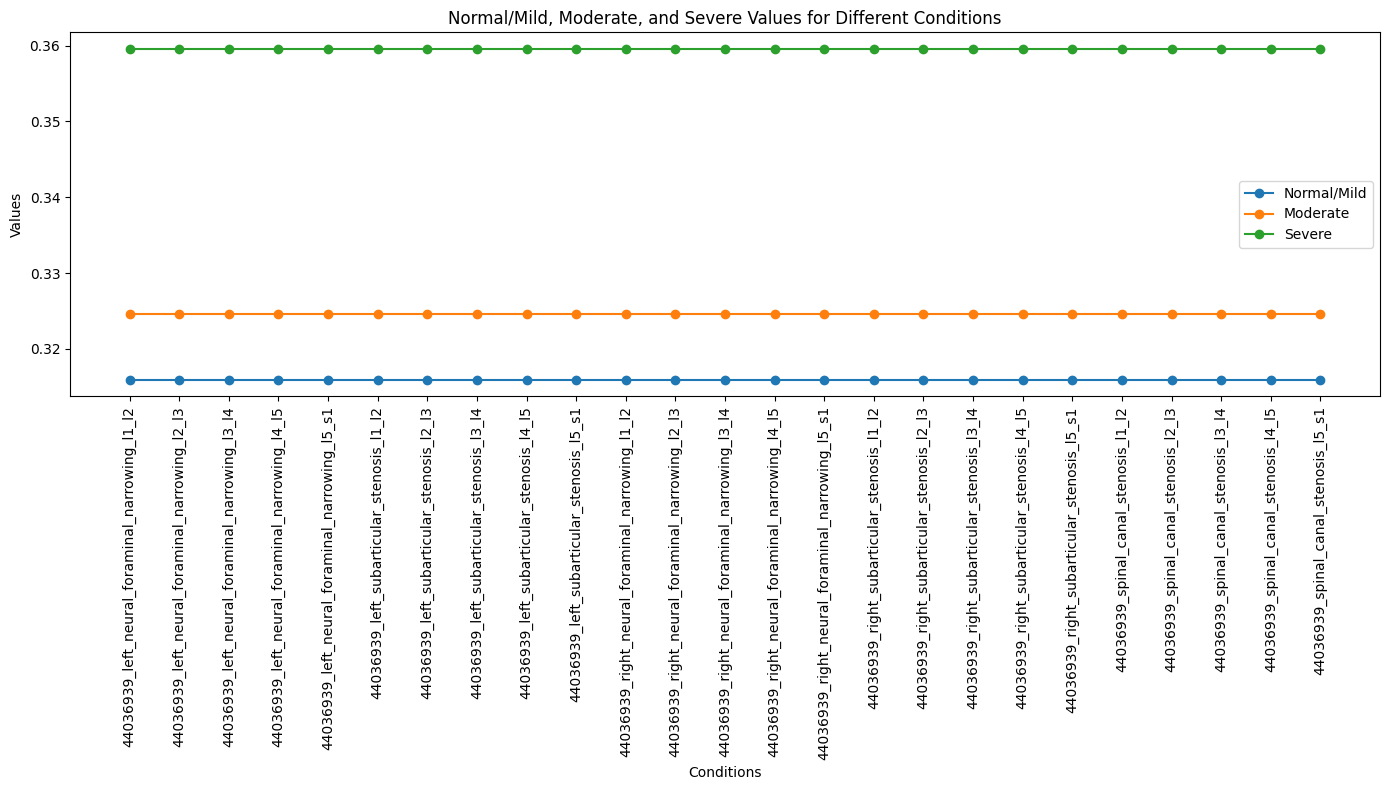 Normal/Mild, Moderate, and Severe Values for Different Conditions
Values
0.36
0.35
0.34
0.33
0.32
Normal/Mild
Moderate
Severe
44036939_left_neural_foraminal_narrowing_l1_l2
44036939_left_neural_foraminal_narrowing_l2_l3
44036939_left_neural_foraminal_narrowing_l3_l4
44036939_left_neural_foraminal_narrowing_l4_l5
44036939_left_neural_foraminal_narrowing_l5_s1
44036939_left_subarticular_stenosis_l1_l2
44036939_left_subarticular_stenosis_l2_l3
44036939_left_subarticular_stenosis_l3_l4
44036939_left_subarticular_stenosis_l4_l5
44036939_left_subarticular_stenosis_l5_s1
44036939_right_neural_foraminal_narrowing_l1_l2
44036939_right_neural_foraminal_narrowing_l2_l3
44036939_right_neural_foraminal_narrowing_l3_l4
44036939_right_neural_foraminal_narrowing_l4_l5
44036939_right_neural_foraminal_narrowing_l5_s1
44036939_right_subarticular_stenosis_l1_l2
44036939_right_subarticular_stenosis_l2_l3
44036939_right_subarticular_stenosis_l3_l4
44036939_right_subarticular_stenosis_l4_l5
44036939_right_subarticular_stenosis_l5_s1
44036939_spinal_canal_stenosis_l1_l2
44036939_spinal_canal_stenosis_l2_l3
44036939_spinal_canal_stenosis_l3_l4
44036939_spinal_canal_stenosis_l4_l5
44036939_spinal_canal_stenosis_l5_s1
Conditions